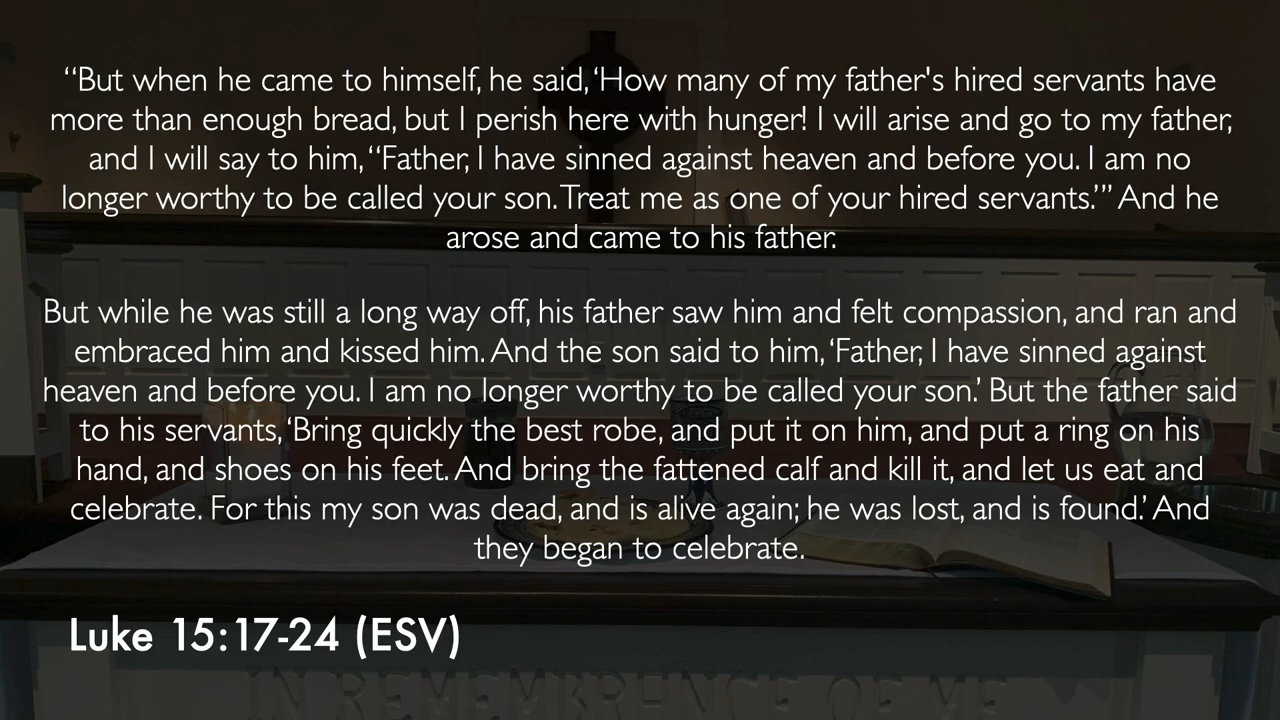 “But when he came to himself, he said, ‘How many of my father's hired servants have
more than enough bread, but I perish here with hunger! I will arise and go to my father,
and I will say to him, “Father, I have sinned against heaven and before you. I am no
longer worthy to be called your son. Treat me as one of your hired servants.”’ And he
arose and came to his father.
But while he was still a long way off, his father saw him and felt compassion, and ran and
embraced him and kissed him. And the son said to him, ‘Father, I have sinned against
heaven and before you. I am no longer worthy to be called your son.’ But the father said
to his servants, ‘Bring quickly the best robe, and put it on him, and put a ring on his
hand, and shoes on his feet. And bring the fattened calf and kill it, and let us eat and
celebrate. For this my son was dead, and is alive again; he was lost, and is found.’ And
they began to celebrate.
Luke 15:17-24 (ESV)
IN REMEMBRANCE OF ME